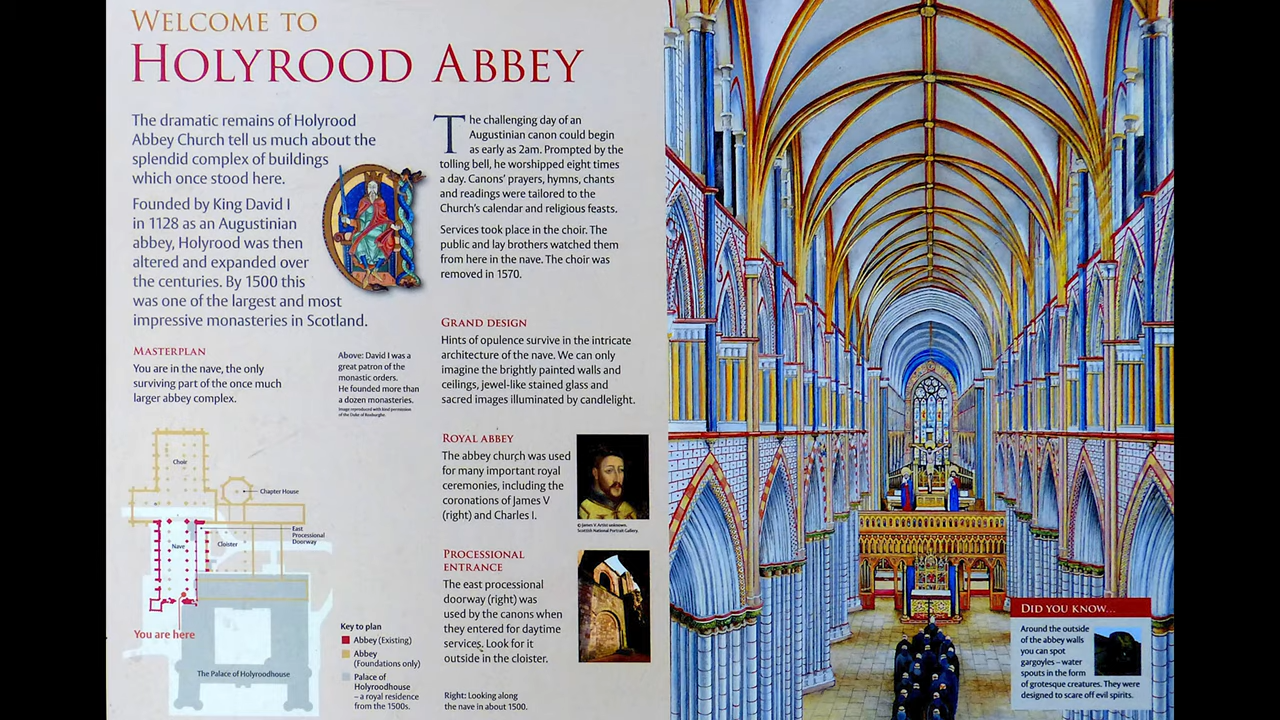 WELCOME TO
HOLYROOD ABBEY
The dramatic remains of Holyrood
Abbey Church tell us much about the
splendid complex of buildings
which once stood here.
Founded by King David I
in 1128 as an Augustinian
abbey, Holyrood was then
altered and expanded over
the centuries. By 1500 this
was one of the largest and most
impressive monasteries in Scotland.
MASTERPLAN
You are in the nave, the only
surviving part of the once much
larger abbey complex.
Above: David I was a
great patron of the
monastic orders.
He founded more than
a dozen monasteries.
Image reproduced with kind permission
of the Duke of Roxburghe.
Choir
Chapter House
East
Processional
Doorway
Nave
Cloister
You are here
The Palace of Holyroodhouse
Key to plan
Abbey (Existing)
Abbey
(Foundations only)
Palace of
Holyroodhouse
– a royal residence
from the 1500s.
The challenging day of an
Augustinian canon could begin
as early as 2am. Prompted by the
tolling bell, he worshipped eight times
a day. Canons' prayers, hymns, chants
and readings were tailored to the
Church's calendar and religious feasts.
Services took place in the choir. The
public and lay brothers watched them
from here in the nave. The choir was
removed in 1570.
GRAND DESIGN
Hints of opulence survive in the intricate
architecture of the nave. We can only
imagine the brightly painted walls and
ceilings, jewel-like stained glass and
sacred images illuminated by candlelight.
ROYAL ABBEY
The abbey church was used
for many important royal
ceremonies, including the
coronations of James V
(right) and Charles I.
© James V Artist unknown.
Scottish National Portrait Gallery.
PROCESSIONAL
ENTRANCE
The east processional
doorway (right) was
used by the canons when
they entered for daytime
services. Look for it
outside in the cloister.
Right: Looking along
the nave in about 1500.
DID YOU KNOW...
Around the outside
of the abbey walls
you can spot
gargoyles – water
spouts in the form
of grotesque creatures. They were
designed to scare off evil spirits.